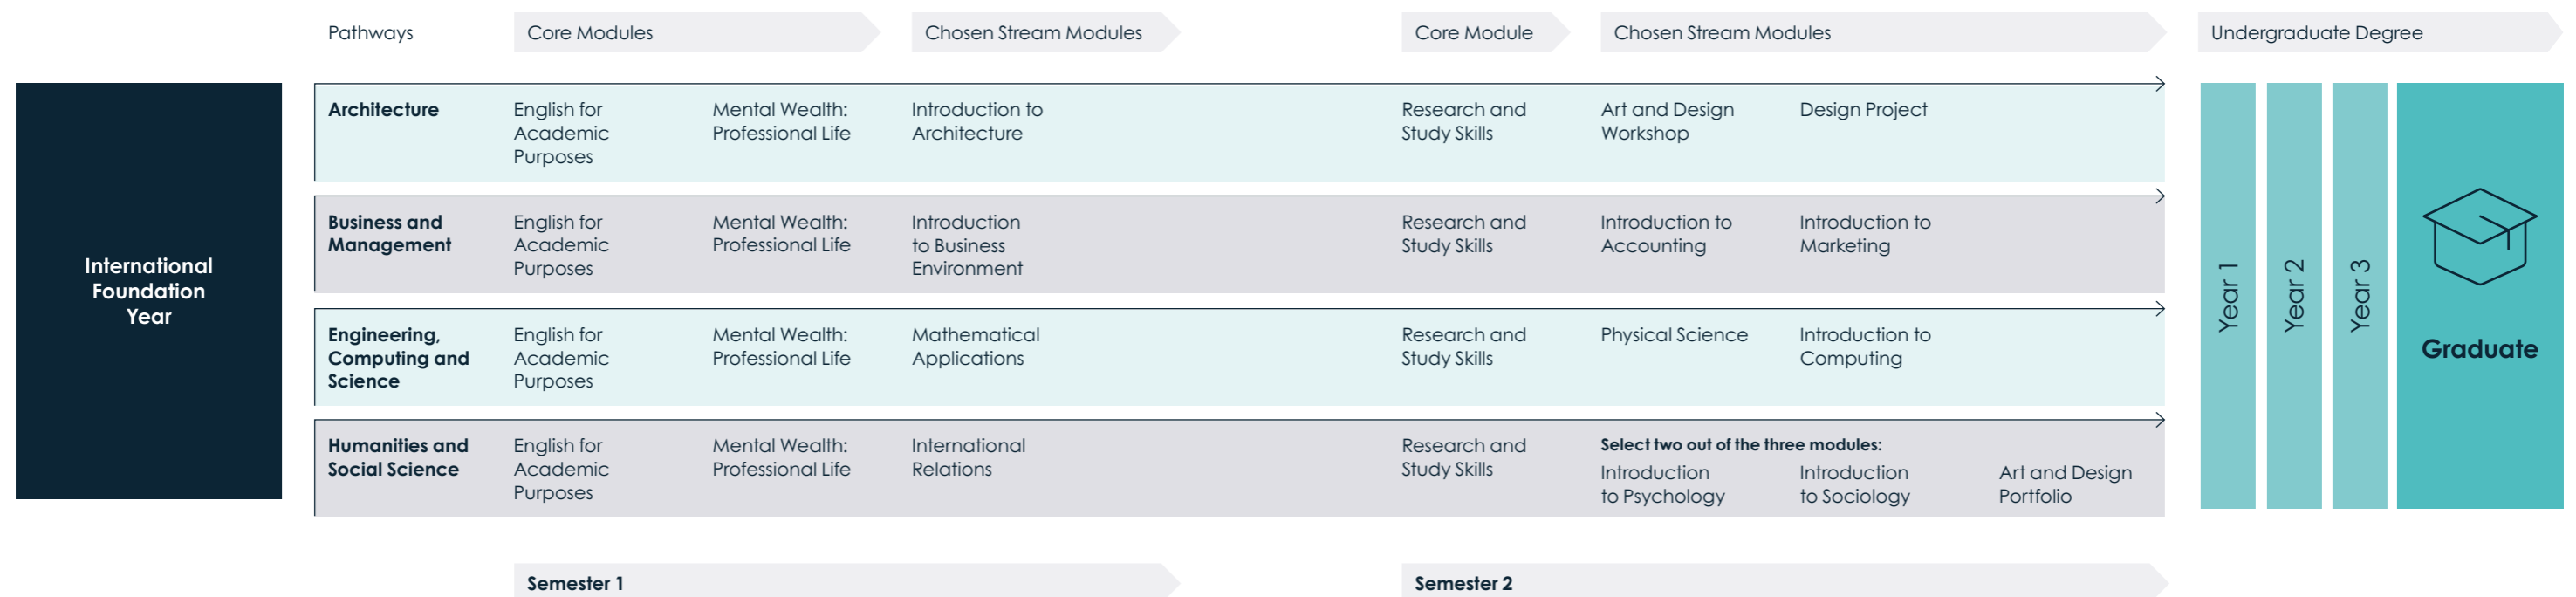 Pathways
Core Modules
Chosen Stream Modules
Core Module
Chosen Stream Modules
Undergraduate Degree
International
Foundation
Year
Architecture
English for
Academic
Purposes
Mental Wealth:
Professional Life
Introduction to
Architecture
Research and
Study Skills
Art and Design
Workshop
Design Project
Business and
Management
English for
Academic
Purposes
Mental Wealth:
Professional Life
Introduction
to Business
Environment
Research and
Study Skills
Introduction to
Accounting
Introduction to
Marketing
Engineering,
Computing and
Science
English for
Academic
Purposes
Mental Wealth:
Professional Life
Mathematical
Applications
Research and
Study Skills
Physical Science
Introduction to
Computing
Humanities and
Social Science
English for
Academic
Purposes
Mental Wealth:
Professional Life
International
Relations
Research and
Study Skills
Select two out of the three modules:
Introduction
to Psychology
Introduction
to Sociology
Art and Design
Portfolio
Year 1
Year 2
Year 3
Graduate
Semester 1
Semester 2